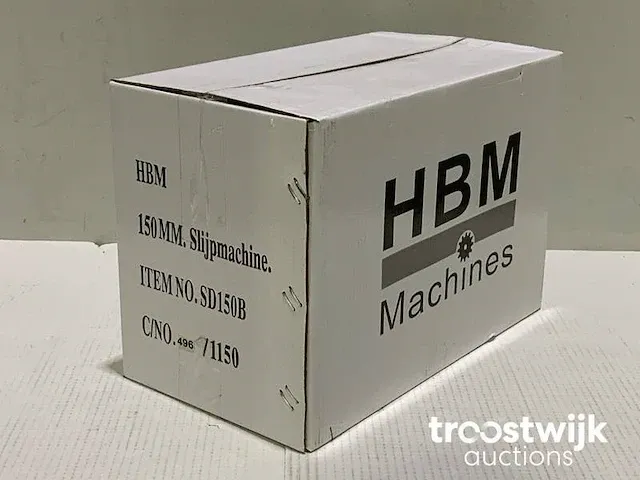 HBM
150MM. Slijpmachine.
ITEM NO. SD150B
C/NO. 496 /1150
HBM
Machines
troostwijk
auctions